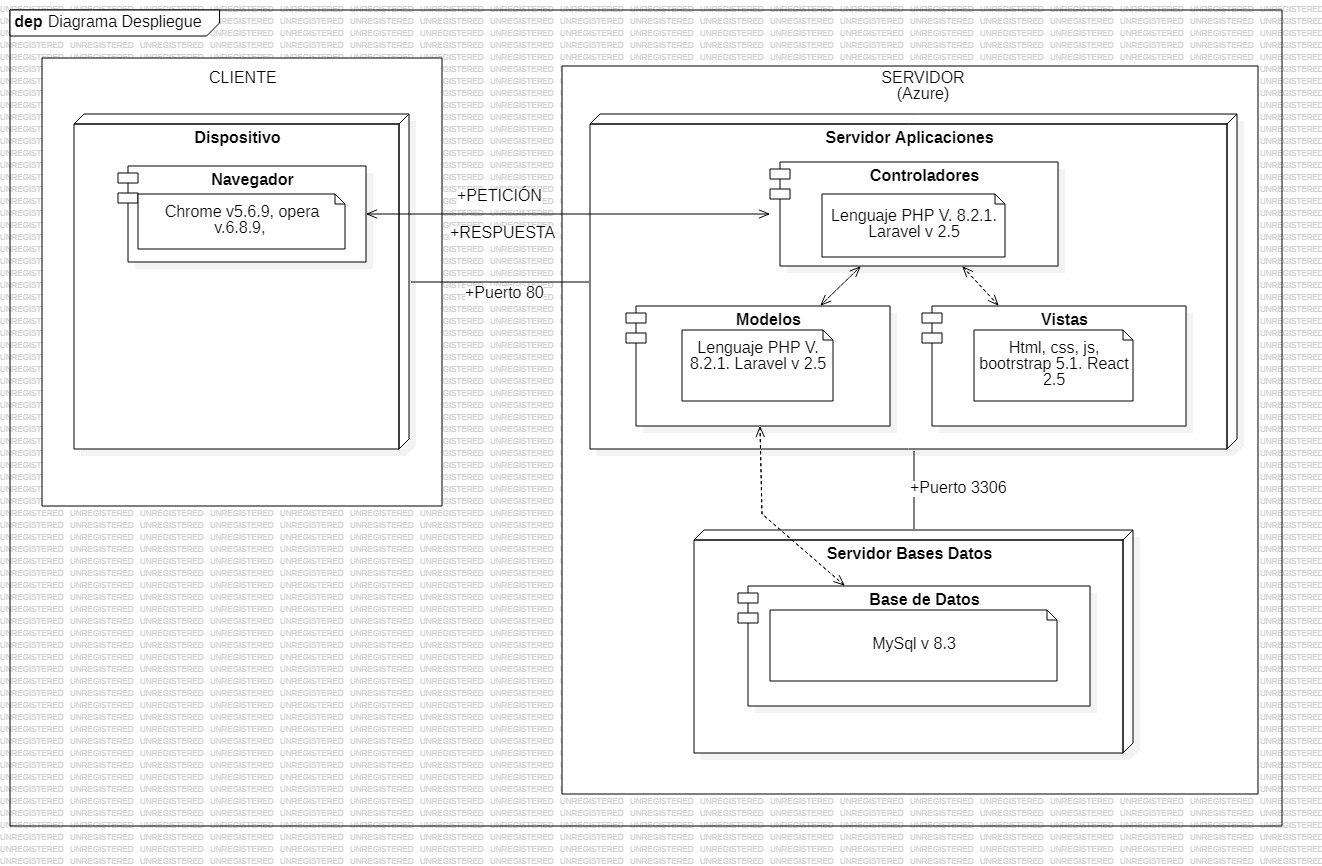 dep Diagrama Despliegue
CLIENTE
Dispositivo
Navegador
Chrome v5.6.9, opera
v.6.8.9,
+PETICIÓN
+RESPUESTA
+Puerto 80
SERVIDOR
(Azure)
Servidor Aplicaciones
Controladores
Lenguaje PHP V. 8.2.1.
Laravel v 2.5
Modelos
Lenguaje PHP V.
8.2.1. Laravel v 2.5
Vistas
Html, css, js,
bootrstrap 5.1. React
2.5
+Puerto 3306
Servidor Bases Datos
Base de Datos
MySql v 8.3
UNREGISTERED